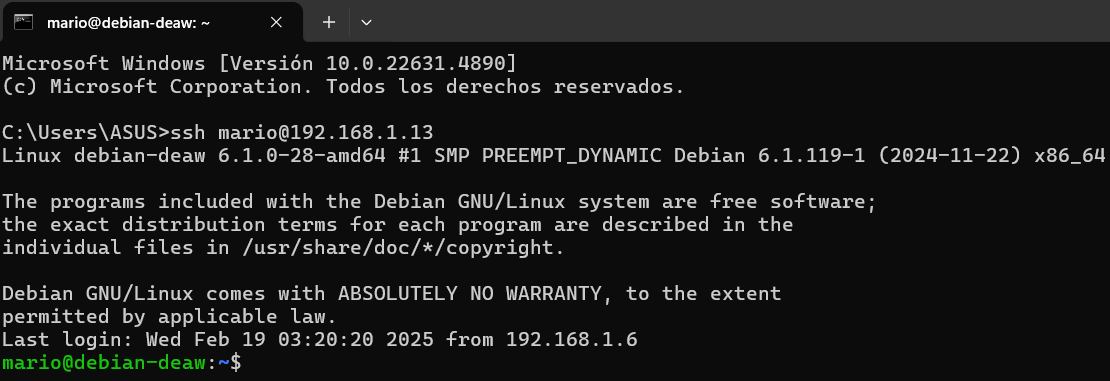 mario@debian-deaw: ~
Microsoft Windows [Versión 10.0.22631.4890]
(c) Microsoft Corporation. Todos los derechos reservados.
C:\Users\ASUS>ssh mario@192.168.1.13
Linux debian-deaw 6.1.0-28-amd64 #1 SMP PREEMPT_DYNAMIC Debian 6.1.119-1 (2024-11-22) x86_64
The programs included with the Debian GNU/Linux system are free software;
the exact distribution terms for each program are described in the
individual files in /usr/share/doc/*/copyright.
Debian GNU/Linux comes with ABSOLUTELY NO WARRANTY, to the extent
permitted by applicable law.
Last login: Wed Feb 19 03:20:20 2025 from 192.168.1.6
mario@debian-deaw:~$